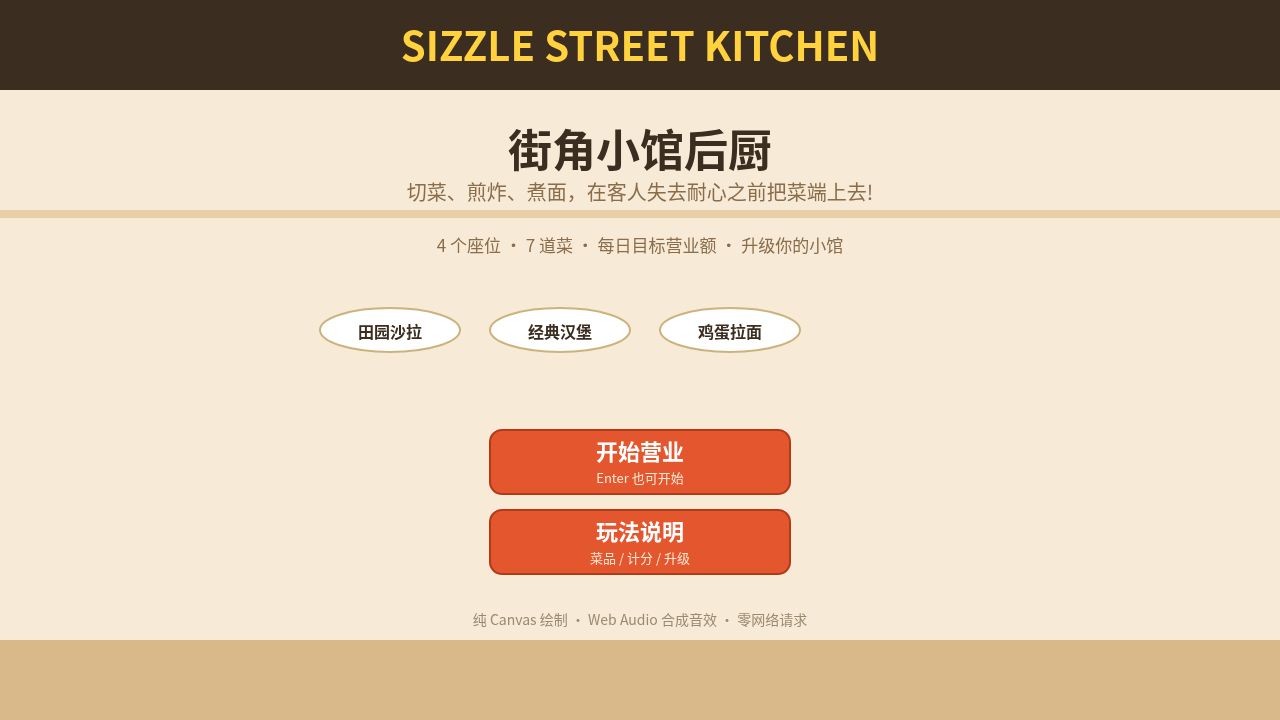 SIZZLE STREET KITCHEN
街角小馆后厨
切菜、煎炸、煮面，在客人失去耐心之前把菜端上去!
4 个座位 · 7 道菜 · 每日目标营业额 · 升级你的小馆
田园沙拉 经典汉堡 鸡蛋拉面
开始营业
Enter 也可开始
玩法说明
菜品 / 计分 / 升级
纯 Canvas 绘制 · Web Audio 合成音效 · 零网络请求